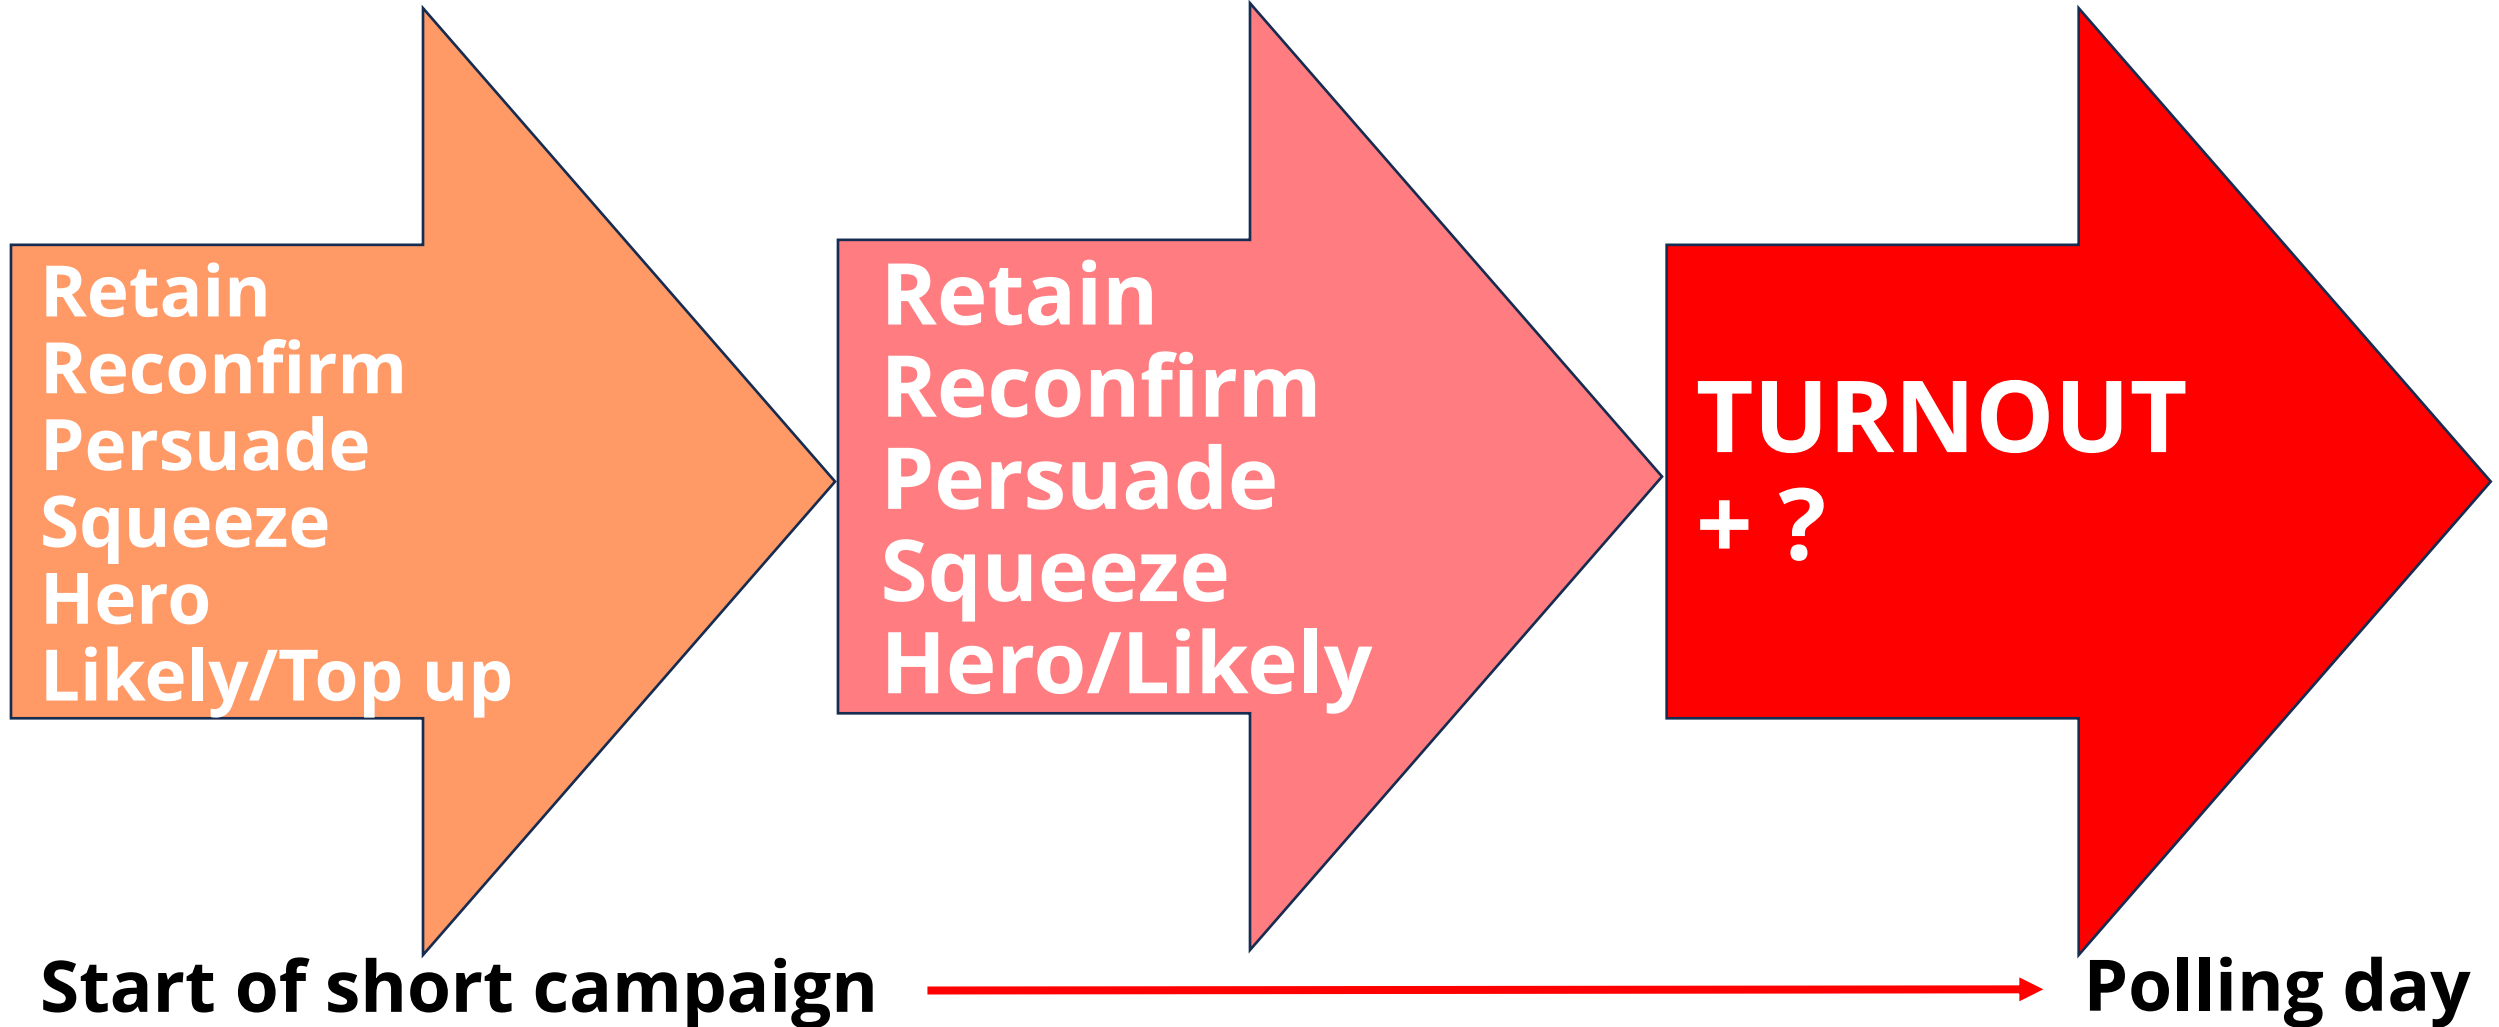 Retain
Reconfirm
Persuade
Squeeze
Hero
Likely/Top up
Retain
Reconfirm
Persuade
Squeeze
Hero/Likely
TURNOUT
+ ?
Start of short campaign
Polling day